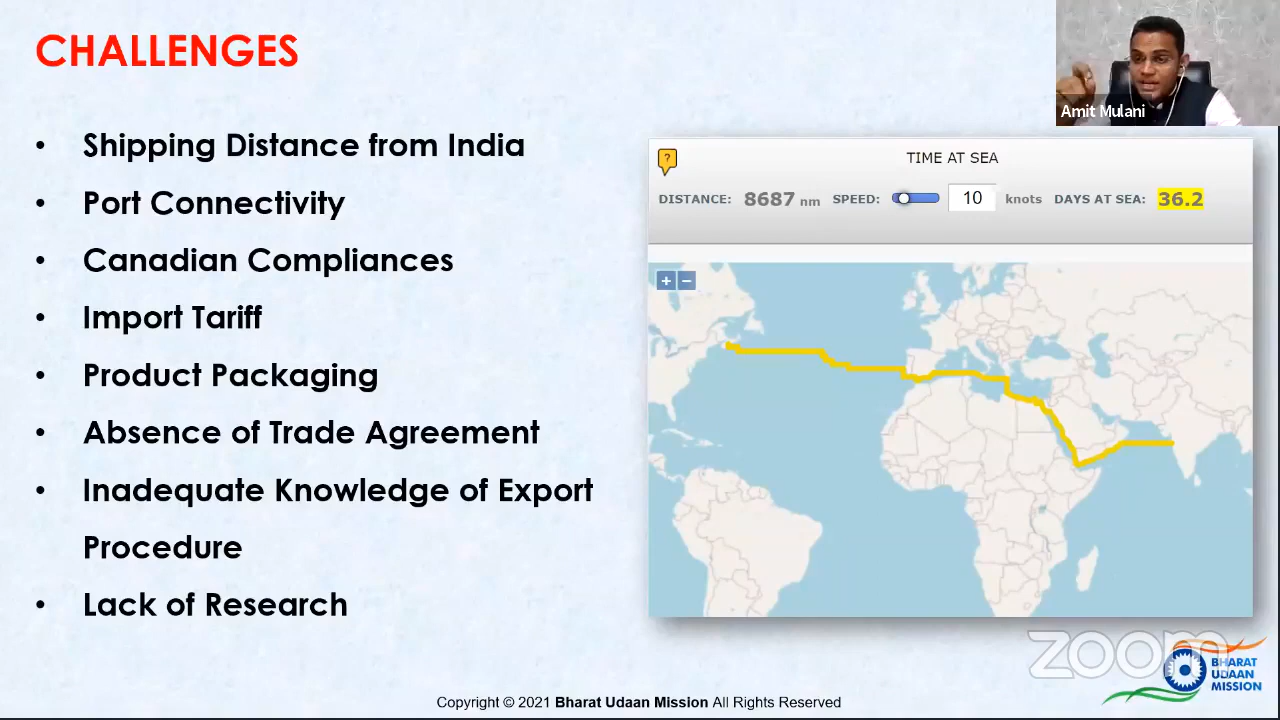 CHALLENGES
Amit Mulani
• Shipping Distance from India
• Port Connectivity
• Canadian Compliances
• Import Tariff
• Product Packaging
• Absence of Trade Agreement
• Inadequate Knowledge of Export
Procedure
• Lack of Research
?
TIME AT SEA
DISTANCE: 8687 nm SPEED: 10 knots DAYS AT SEA: 36.2
+ −
zoom
BHARAT
UDAAN
MISSION
Copyright © 2021 Bharat Udaan Mission All Rights Reserved